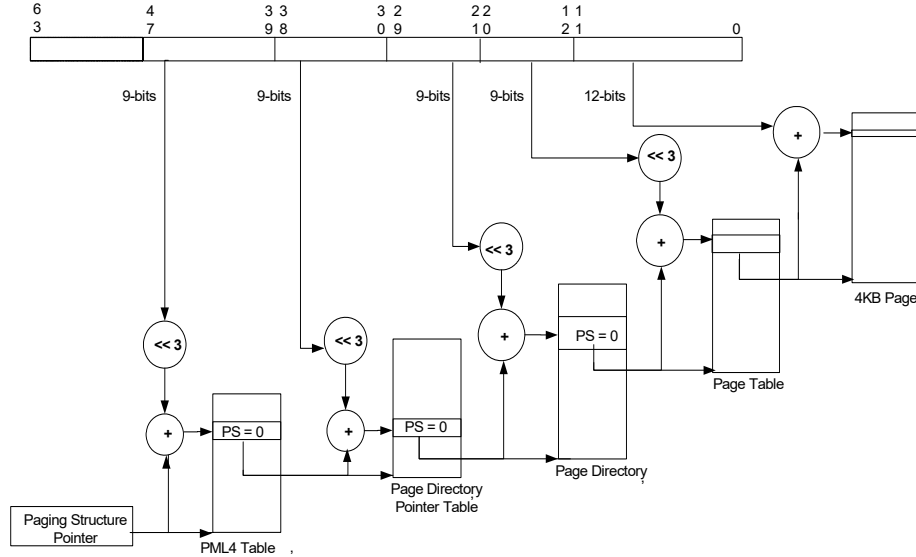 6 4 3 3 3 2 2 2 1 1
3 7 9 8 0 9 1 0 2 1 0
9-bits 9-bits 9-bits 9-bits 12-bits
+
<< 3
<< 3
+
4KB Page
<< 3 << 3
+
PS = 0
Page Table
+ PS = 0 + PS = 0
Page Directory,
Page Directory,
Pointer Table
Paging Structure
Pointer
PML4 Table ,